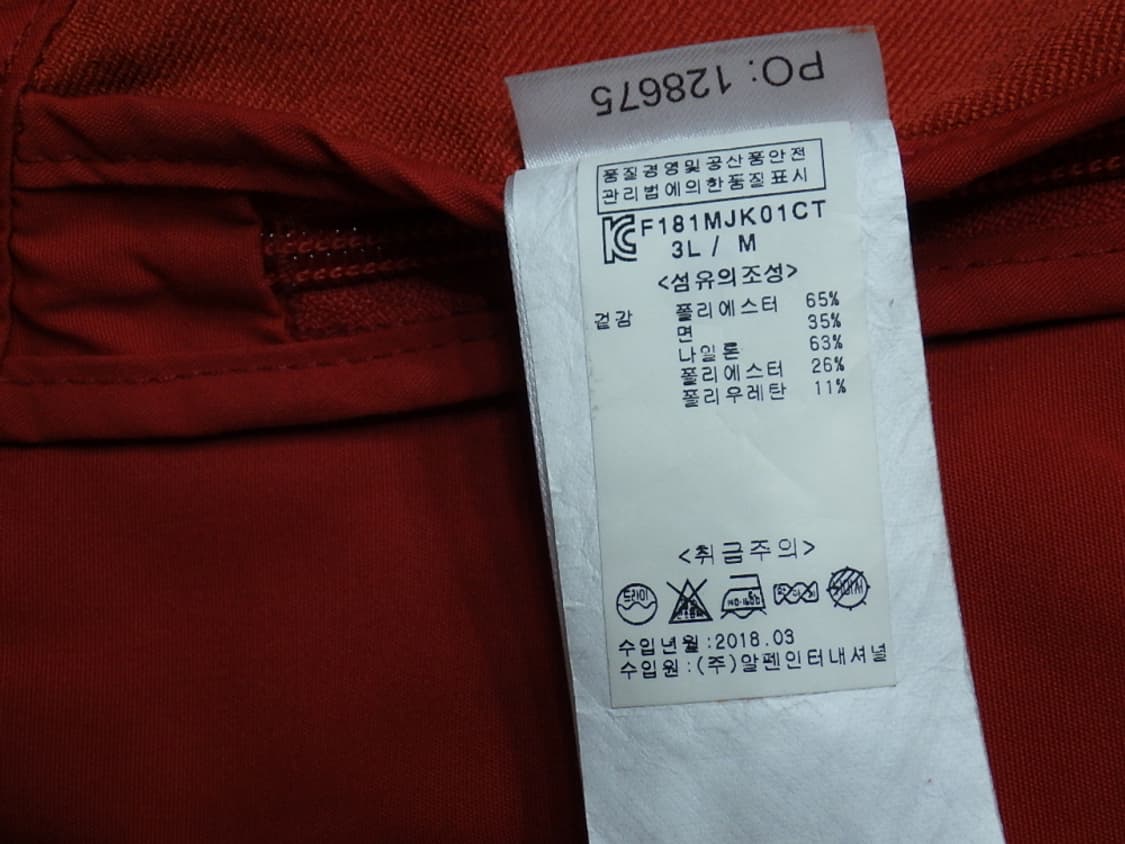 PO: 128675
품질경영및공산품안전
관리법에의한품질표시
F181MJK01CT
3L / M
<섬유의조성>
겉감 폴리에스터 65%
면 35%
나일론 63%
폴리에스터 26%
폴리우레탄 11%
<취급주의>
드라이
수입년월:2018.03
수입원:(주)알펜인터내셔널